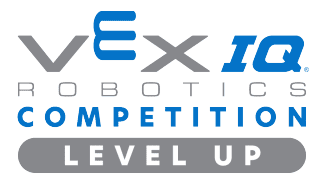 VEX IQ®
ROBOTICS
COMPETITION
LEVEL UP